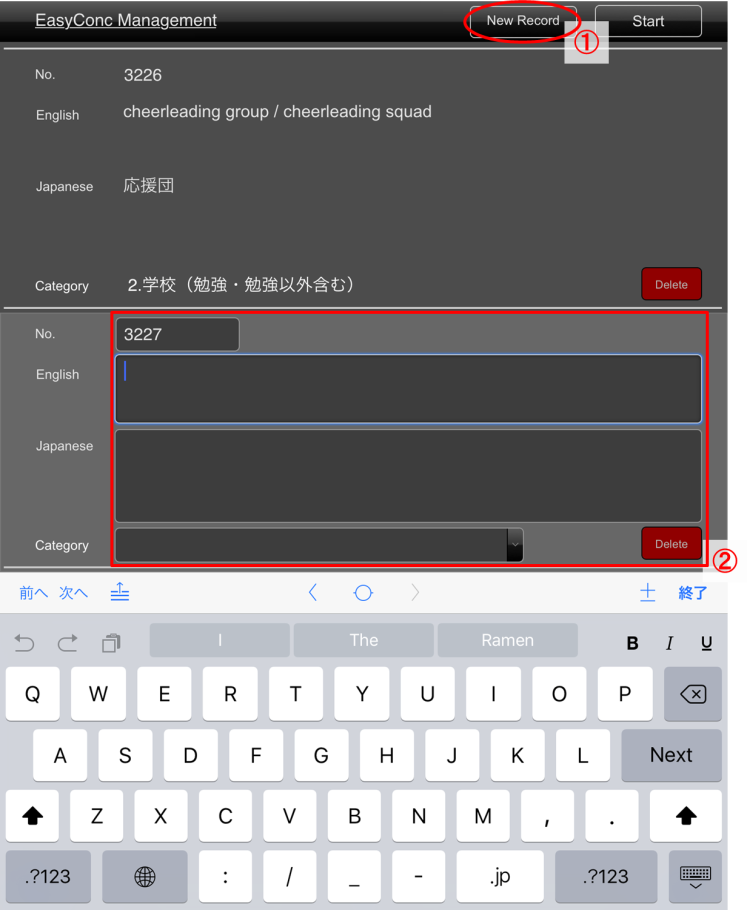 EasyConc Management New Record Start
①
No. 3226
English cheerleading group / cheerleading squad
Japanese 応援団
Category 2.学校（勉強・勉強以外含む） Delete
No. 3227
English
Japanese
Category Delete
②
前へ 次へ 終了
I The Ramen B I U
Q W E R T Y U I O P
A S D F G H J K L Next
Z X C V B N M , .
.?123 : / _ - .jp .?123